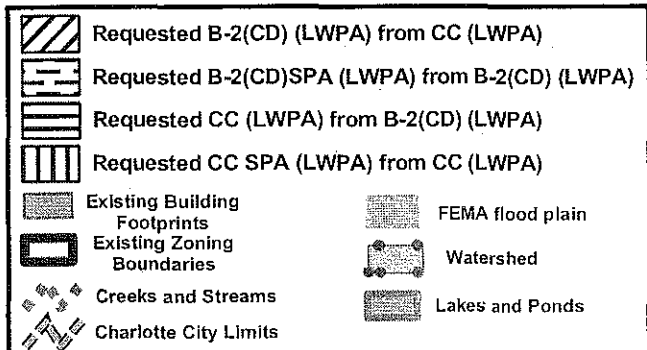 Requested B-2(CD) (LWPA) from CC (LWPA)
Requested B-2(CD)SPA (LWPA) from B-2(CD) (LWPA)
Requested CC (LWPA) from B-2(CD) (LWPA)
Requested CC SPA (LWPA) from CC (LWPA)
Existing Building
Footprints
Existing Zoning
Boundaries
Creeks and Streams
Charlotte City Limits
FEMA flood plain
Watershed
Lakes and Ponds